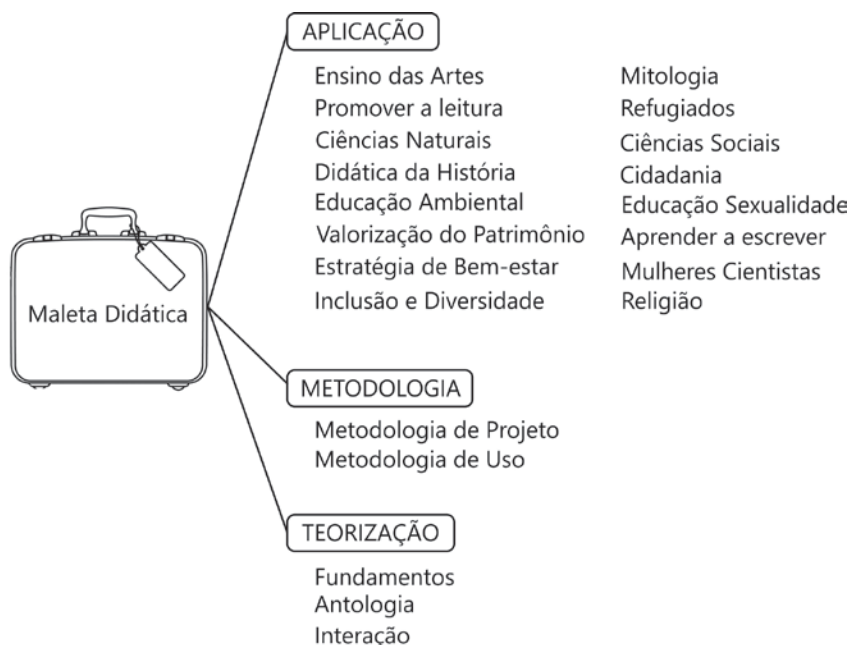 APLICAÇÃO
Ensino das Artes
Promover a leitura
Ciências Naturais
Didática da História
Educação Ambiental
Valorização do Patrimônio
Estratégia de Bem-estar
Inclusão e Diversidade
Mitologia
Refugiados
Ciências Sociais
Cidadania
Educação Sexualidade
Aprender a escrever
Mulheres Cientistas
Religião
Maleta Didática
METODOLOGIA
Metodologia de Projeto
Metodologia de Uso
TEORIZAÇÃO
Fundamentos
Antologia
Interação